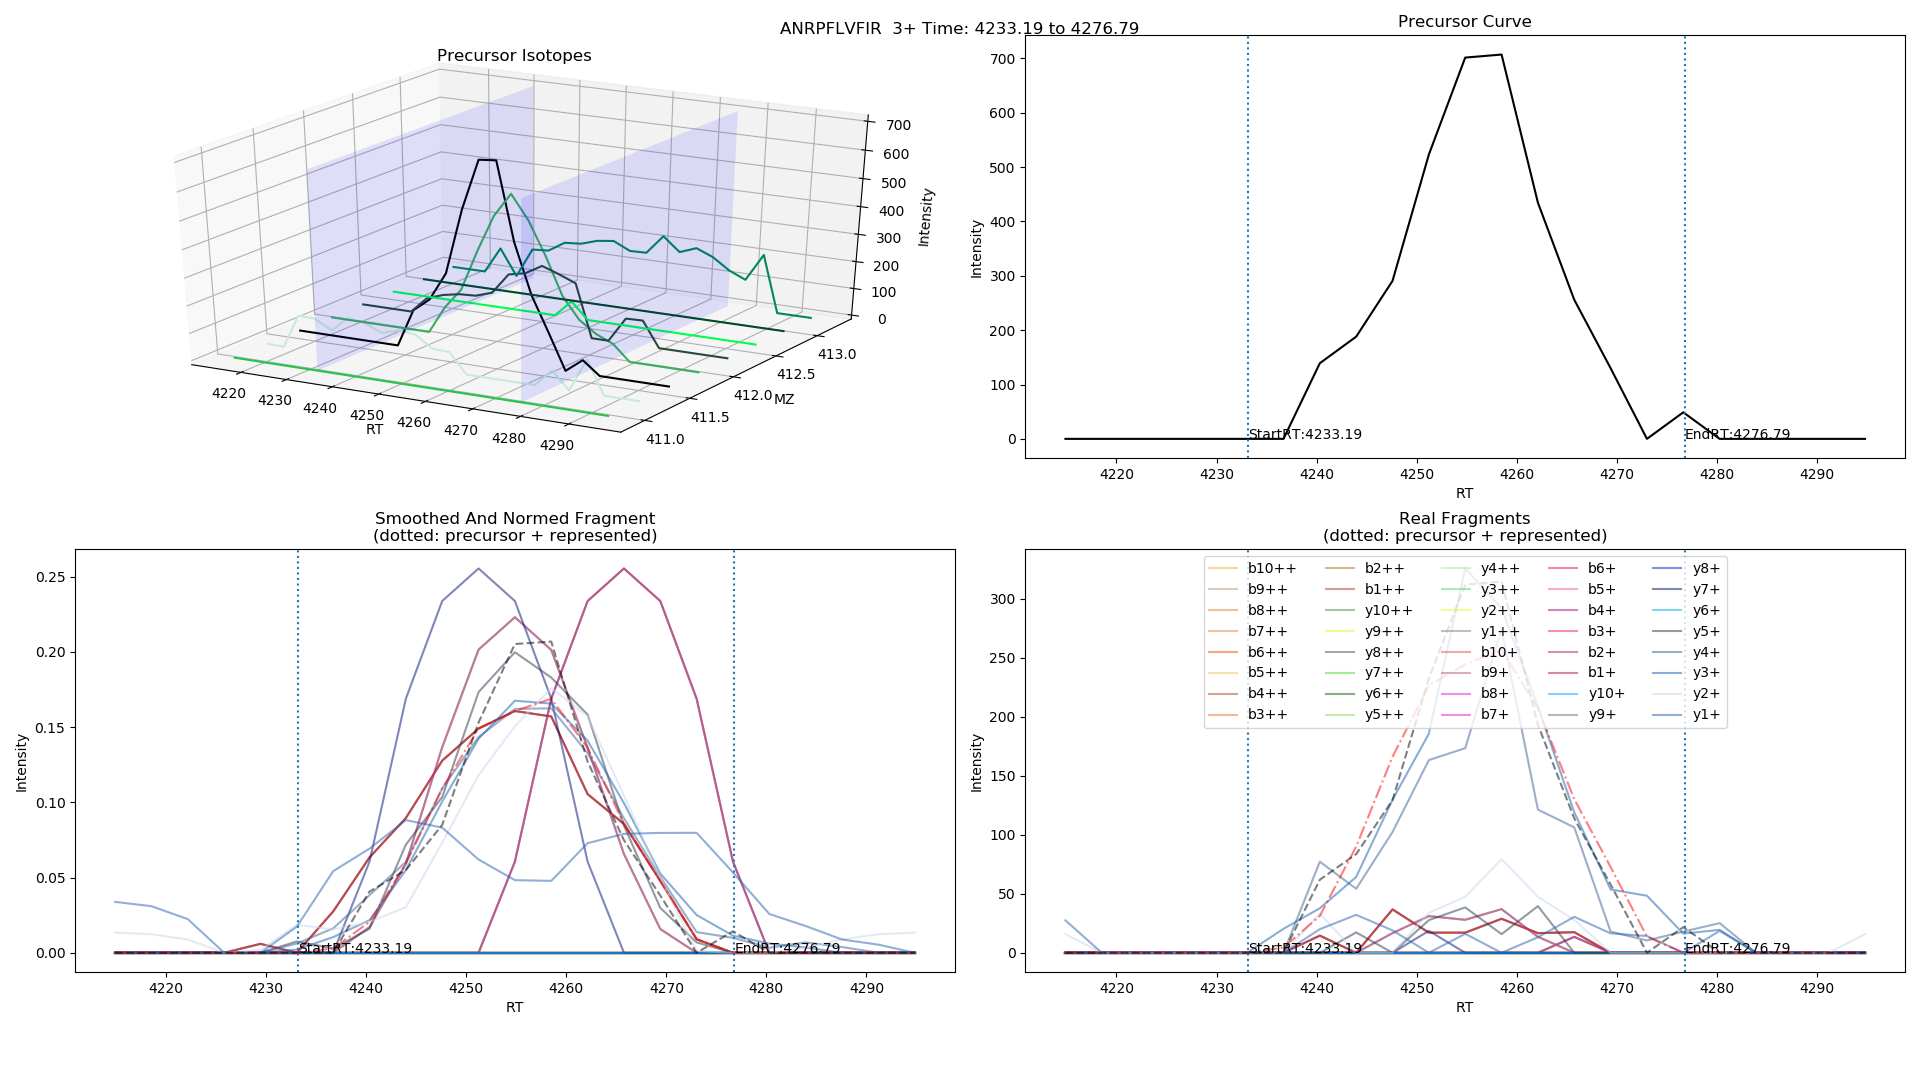 ANRPFLVFIR  3+ Time: 4233.19 to 4276.79
Precursor Isotopes
700
600
500
400
300
200
100
0
Intensity
4220
4230
4240
4250
4260
4270
4280
4290
RT
411.0
411.5
412.0
412.5
413.0
MZ
Precursor Curve
700
600
500
400
300
200
100
0
Intensity
StartRT:4233.19
EndRT:4276.79
4220 4230 4240 4250 4260 4270 4280 4290
RT
Smoothed And Normed Fragment
(dotted: precursor + represented)
0.25
0.20
0.15
0.10
0.05
0.00
Intensity
StartRT:4233.19
EndRT:4276.79
4220 4230 4240 4250 4260 4270 4280 4290
RT
Real Fragments
(dotted: precursor + represented)
300
250
200
150
100
50
0
Intensity
b10++ b2++ y4++ b6+ y8+
b9++ b1++ y3++ b5+ y7+
b8++ y10++ y2++ b4+ y6+
b7++ y9++ y1++ b3+ y5+
b6++ y8++ b10+ b2+ y4+
b5++ y7++ b9+ b1+ y3+
b4++ y6++ b8+ y10+ y2+
b3++ y5++ b7+ y9+ y1+
StartRT:4233.19
EndRT:4276.79
4220 4230 4240 4250 4260 4270 4280 4290
RT